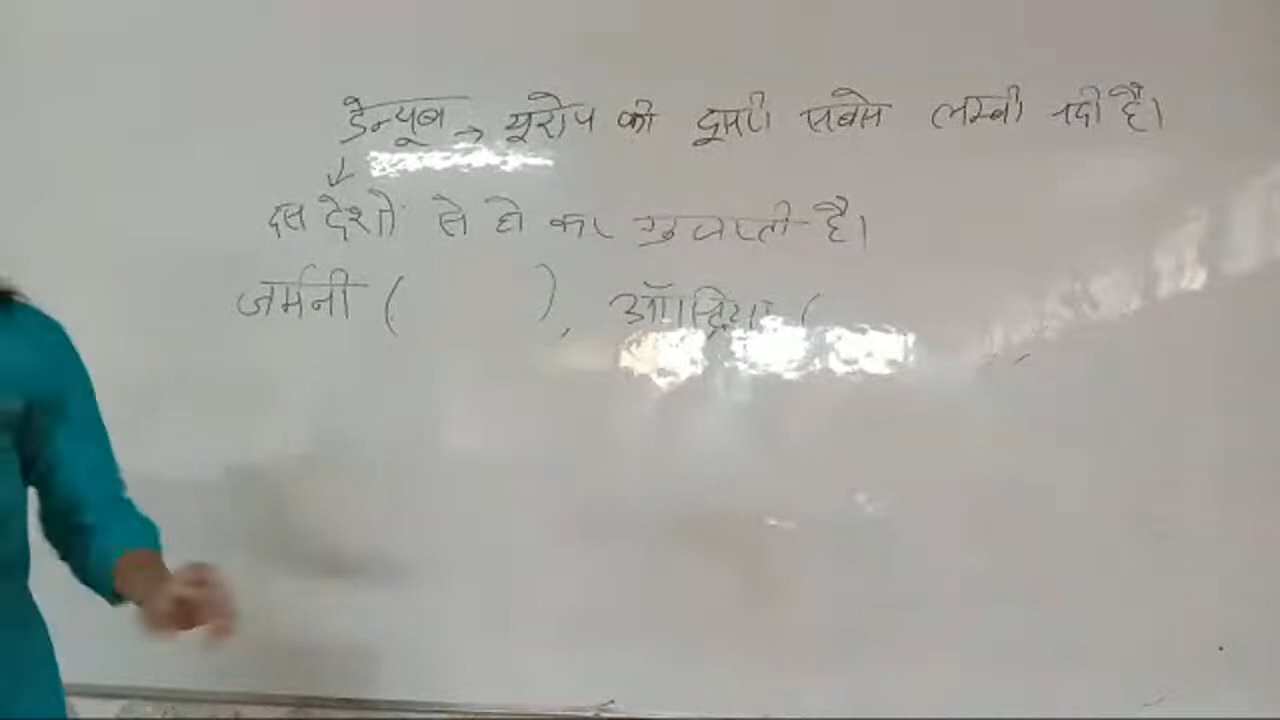 डेन्यूब → यूरोप की दूसरी सबसे लम्बी नदी है।
↓
दस देशों से हो कर गुजरती है।
जर्मनी (          ), ऑस्ट्रिया (